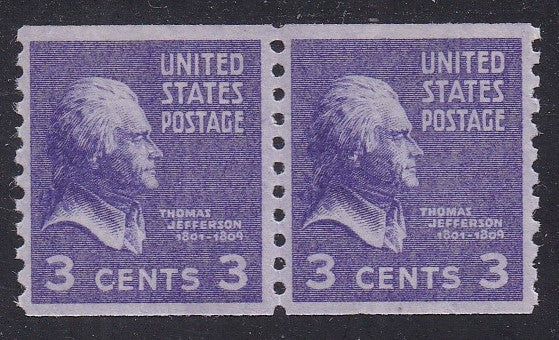 UNITED
STATES
POSTAGE
THOMAS
JEFFERSON
1801-1809
3 CENTS 3
UNITED
STATES
POSTAGE
THOMAS
JEFFERSON
1801-1809
3 CENTS 3